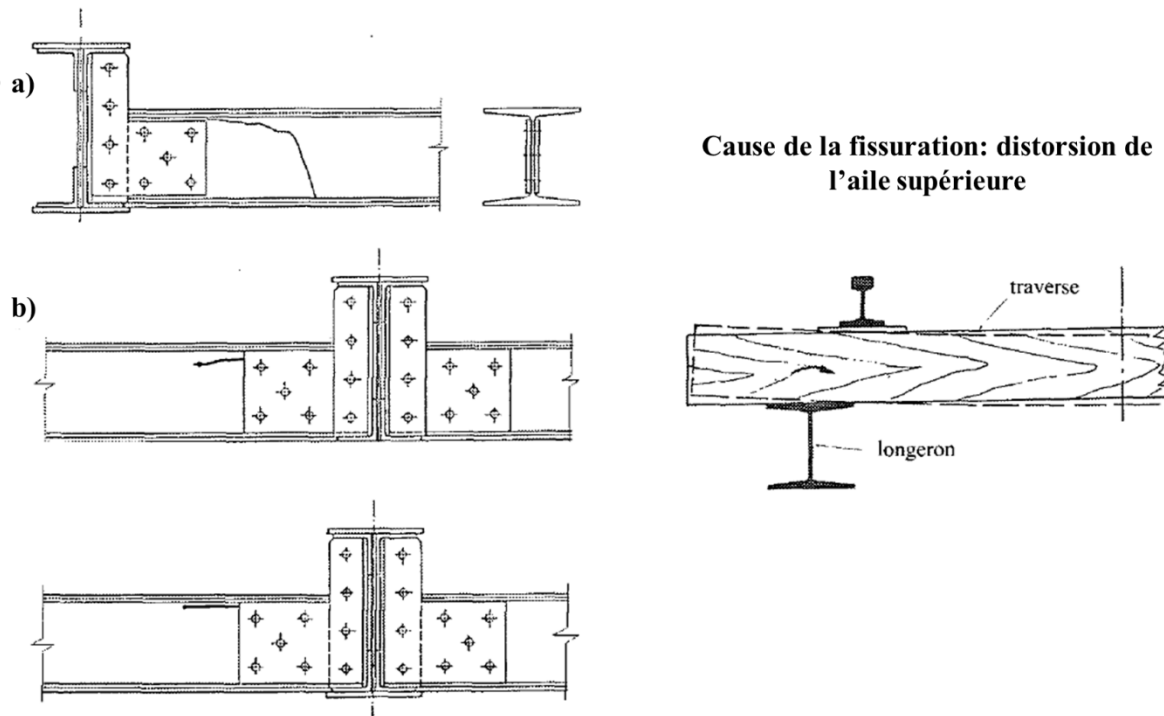 a)
Cause de la fissuration: distorsion de
l’aile supérieure
b)
traverse
longeron